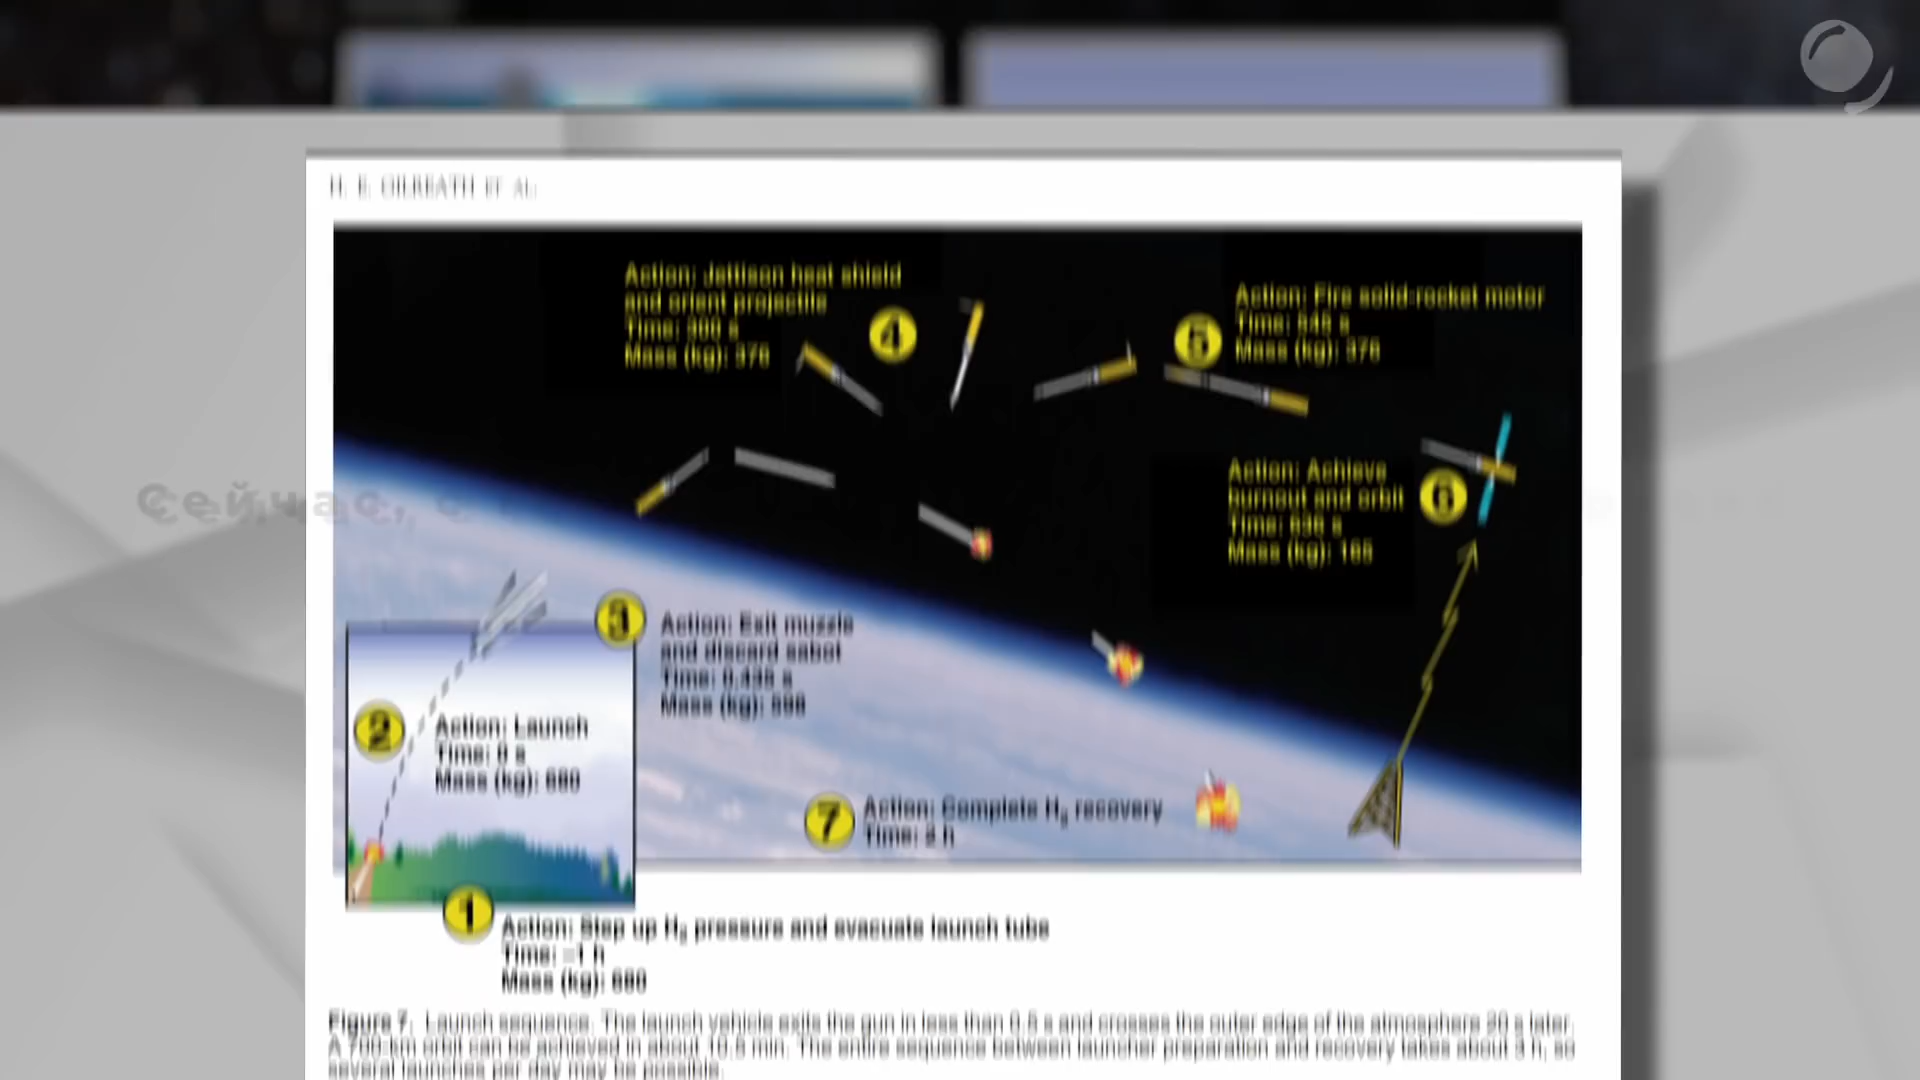 H. E. GILREATH ET AL.
Action: Jettison heat shield
and orient projectile
Time: 300 s
Mass (kg): 376
4
5
Action: Fire solid-rocket motor
Time: s
Mass (kg): 376
Action: Achieve
burnout and orbit
Time: s
Mass (kg):
6
Сейчас, с
3
Action: Exit muzzle
and discard sabot
Time: s
Mass (kg):
2
Action: Launch
Time: 0 s
Mass (kg): 680
7
Action: Complete H₂ recovery
Time: 2 h
1
Action: Step up H₂ pressure and evacuate launch tube
Time: –1 h
Mass (kg): 680
Figure 7. Launch sequence. The launch vehicle exits the gun in less than 0.5 s and crosses the outer edge of the atmosphere 20 s later.
A 700-km orbit can be achieved in about 10.5 min. The entire sequence between launcher preparation and recovery takes about 3 h, so
several launches per day may be possible.